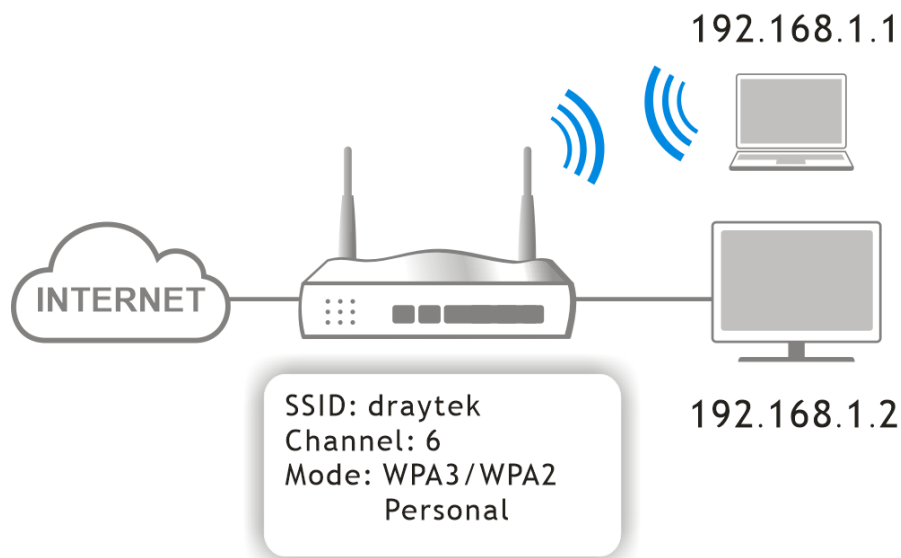 192.168.1.1
INTERNET
SSID: draytek
Channel: 6
Mode: WPA3/WPA2
Personal
192.168.1.2